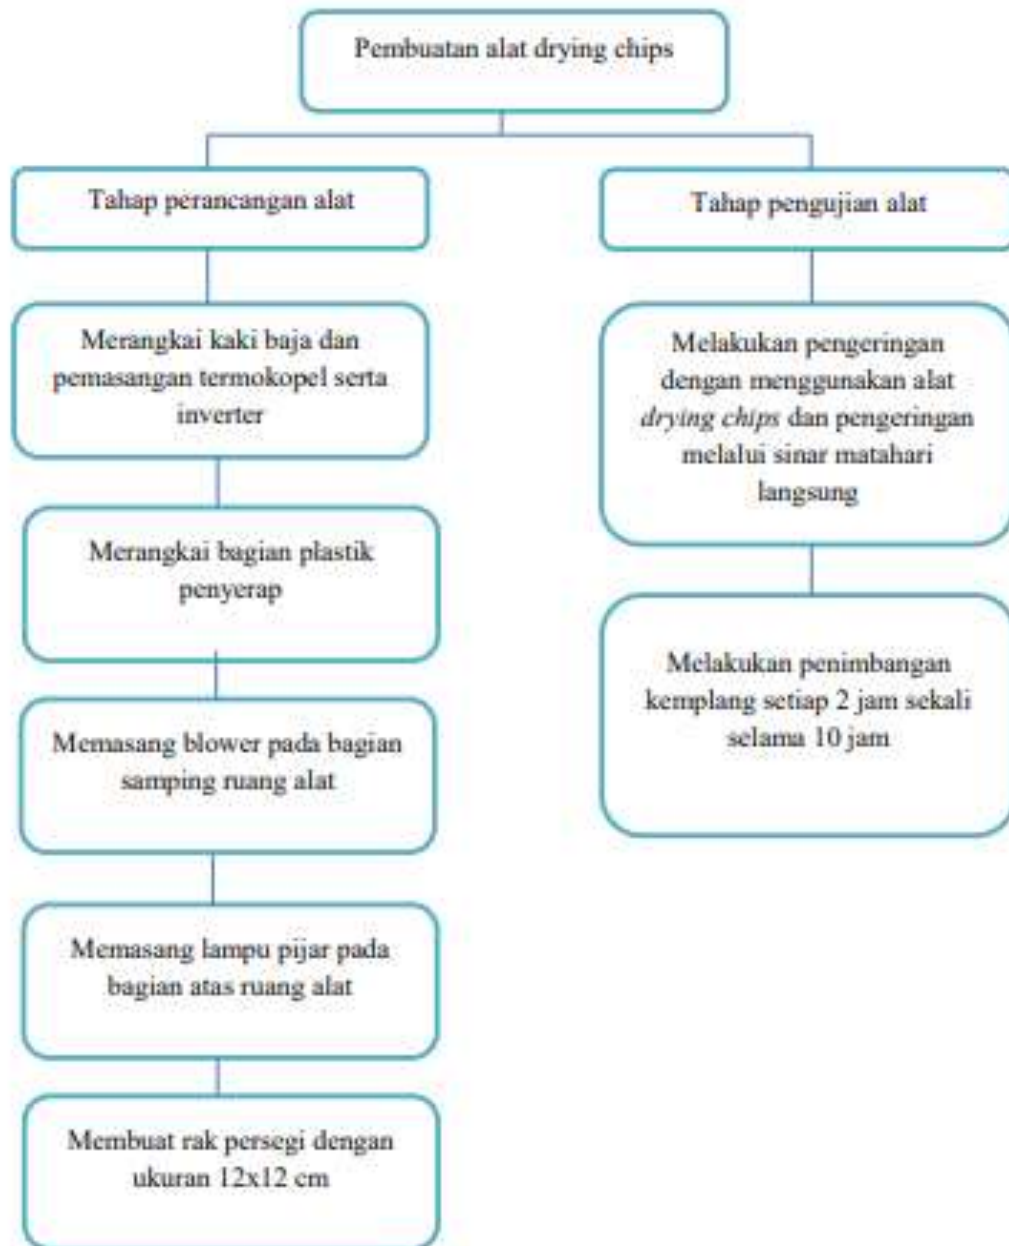 Pembuatan alat drying chips
Tahap perancangan alat
Merangkai kaki baja dan
pemasangan termokopel serta
inverter
Merangkai bagian plastik
penyerap
Memasang blower pada bagian
samping ruang alat
Memasang lampu pijar pada
bagian atas ruang alat
Membuat rak persegi dengan
ukuran 12x12 cm
Tahap pengujian alat
Melakukan pengeringan
dengan menggunakan alat
drying chips dan pengeringan
melalui sinar matahari
langsung
Melakukan penimbangan
kemplang setiap 2 jam sekali
selama 10 jam